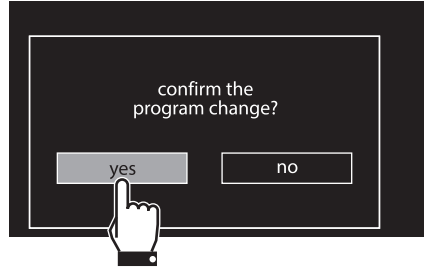 confirm the
program change?
yes
no